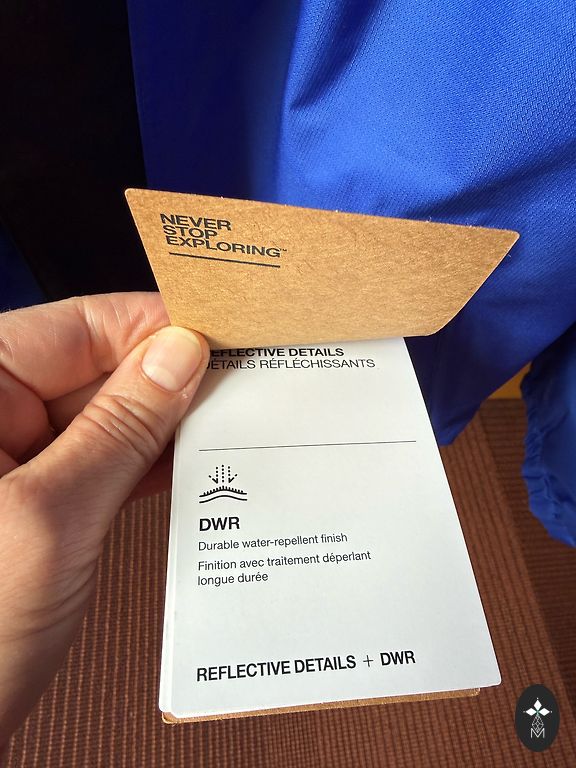 NEVER
STOP
EXPLORING™
REFLECTIVE DETAILS
DÉTAILS RÉFLÉCHISSANTS
DWR
Durable water-repellent finish
Finition avec traitement déperlant
longue durée
REFLECTIVE DETAILS + DWR
M